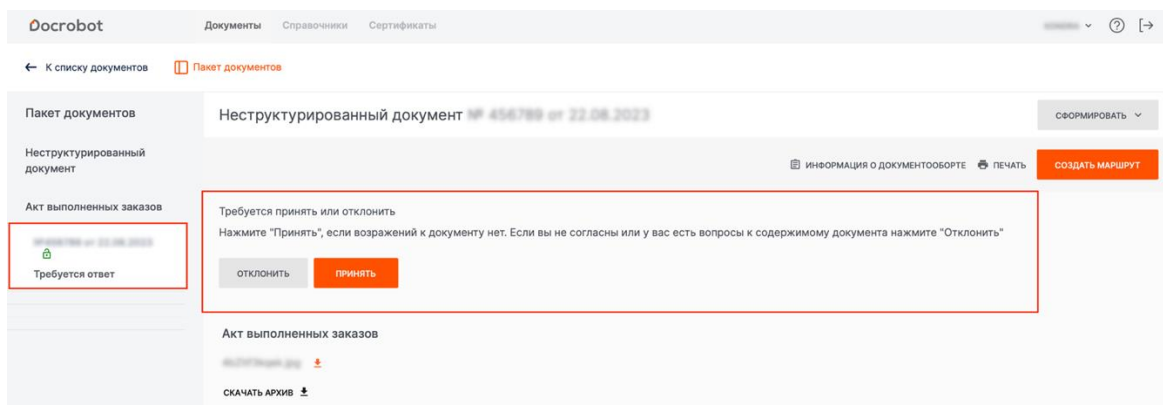 Docrobot
Документы Справочники Сертификаты
К списку документов
Пакет документов
Пакет документов
Неструктурированный документ
СФОРМИРОВАТЬ
Неструктурированный
документ
ИНФОРМАЦИЯ О ДОКУМЕНТООБОРТЕ ПЕЧАТЬ
СОЗДАТЬ МАРШРУТ
Акт выполненных заказов
Требуется ответ
Требуется принять или отклонить
Нажмите "Принять", если возражений к документу нет. Если вы не согласны или у вас есть вопросы к содержимому документа нажмите "Отклонить"
ОТКЛОНИТЬ ПРИНЯТЬ
Акт выполненных заказов
СКАЧАТЬ АРХИВ